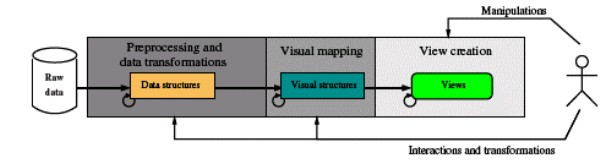 Manipulations
Preprocessing and
data transformations
Visual mapping
View creation
Raw
data
Data structures
Visual structures
Views
Interactions and transformations